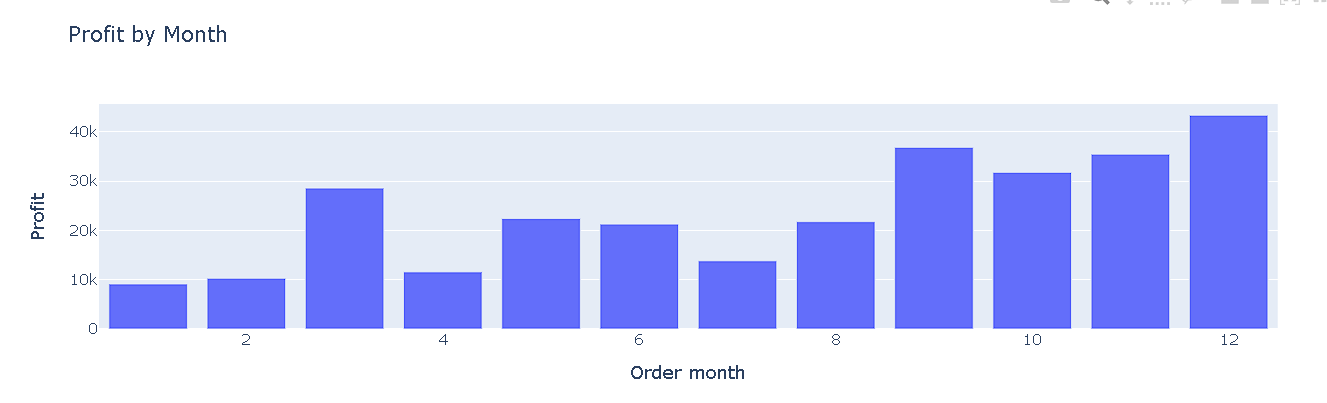 Profit by Month
40k
30k
20k
10k
0
Profit
2 4 6 8 10 12
Order month